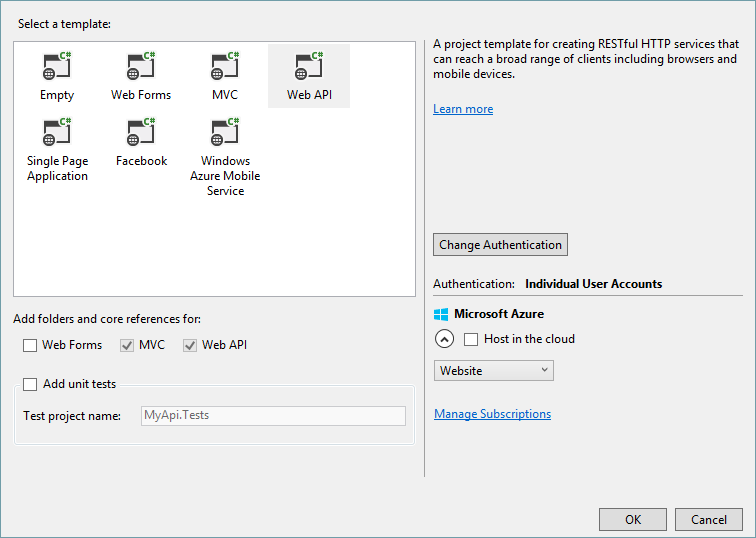 Select a template:
C#
C#
C#
C#
Empty
Web Forms
MVC
Web API
C#
C#
C#
Single Page
Application
Facebook
Windows
Azure Mobile
Service
A project template for creating RESTful HTTP services that
can reach a broad range of clients including browsers and
mobile devices.
Learn more
Change Authentication
Authentication: Individual User Accounts
Microsoft Azure
Host in the cloud
Website
Manage Subscriptions
Add folders and core references for:
Web Forms
MVC
Web API
Add unit tests
Test project name:
MyApi.Tests
OK
Cancel